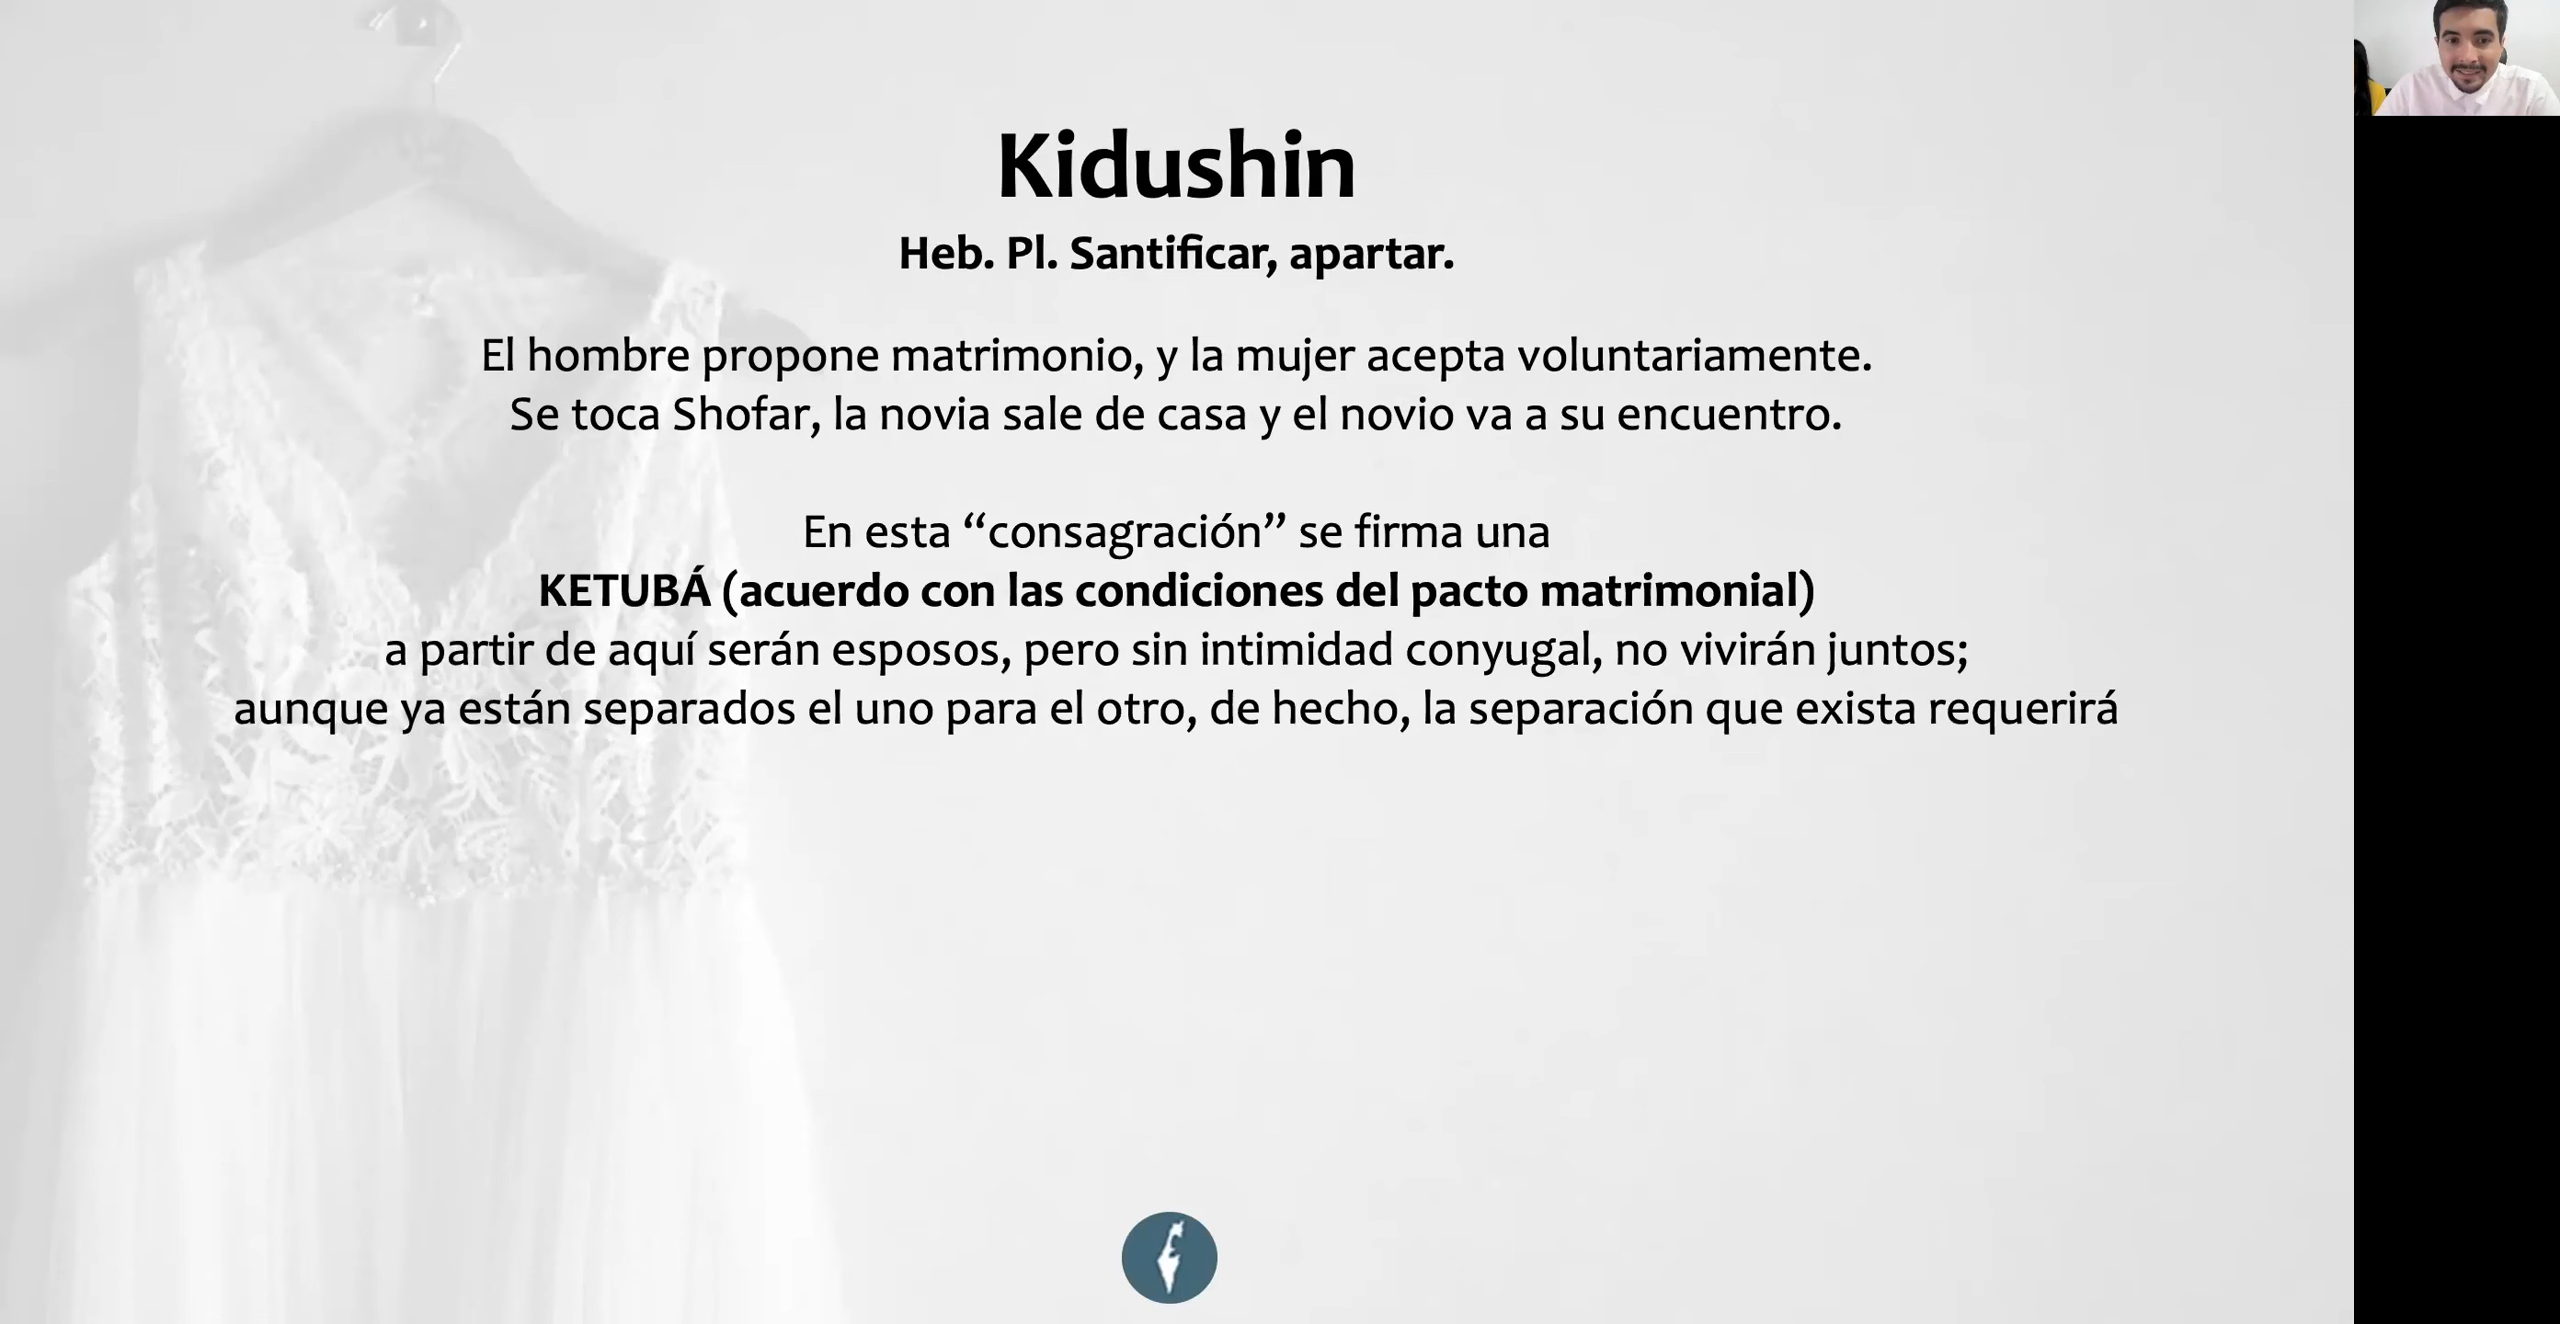 Kidushin
Heb. Pl. Santificar, apartar.
El hombre propone matrimonio, y la mujer acepta voluntariamente.
Se toca Shofar, la novia sale de casa y el novio va a su encuentro.
En esta “consagración” se firma una
KETUBÁ (acuerdo con las condiciones del pacto matrimonial)
a partir de aquí serán esposos, pero sin intimidad conyugal, no vivirán juntos;
aunque ya están separados el uno para el otro, de hecho, la separación que exista requerirá